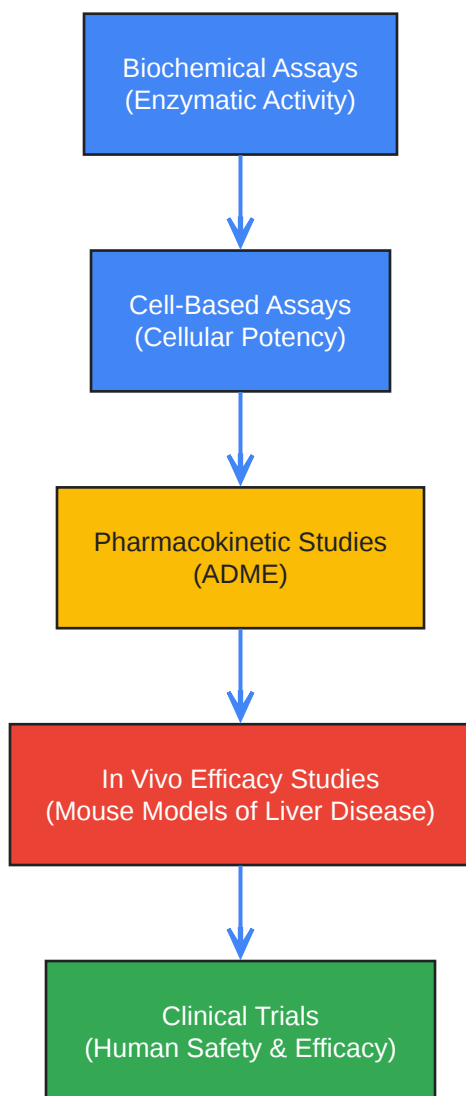 Biochemical Assays
(Enzymatic Activity)
Cell-Based Assays
(Cellular Potency)
Pharmacokinetic Studies
(ADME)
In Vivo Efficacy Studies
(Mouse Models of Liver Disease)
Clinical Trials
(Human Safety & Efficacy)